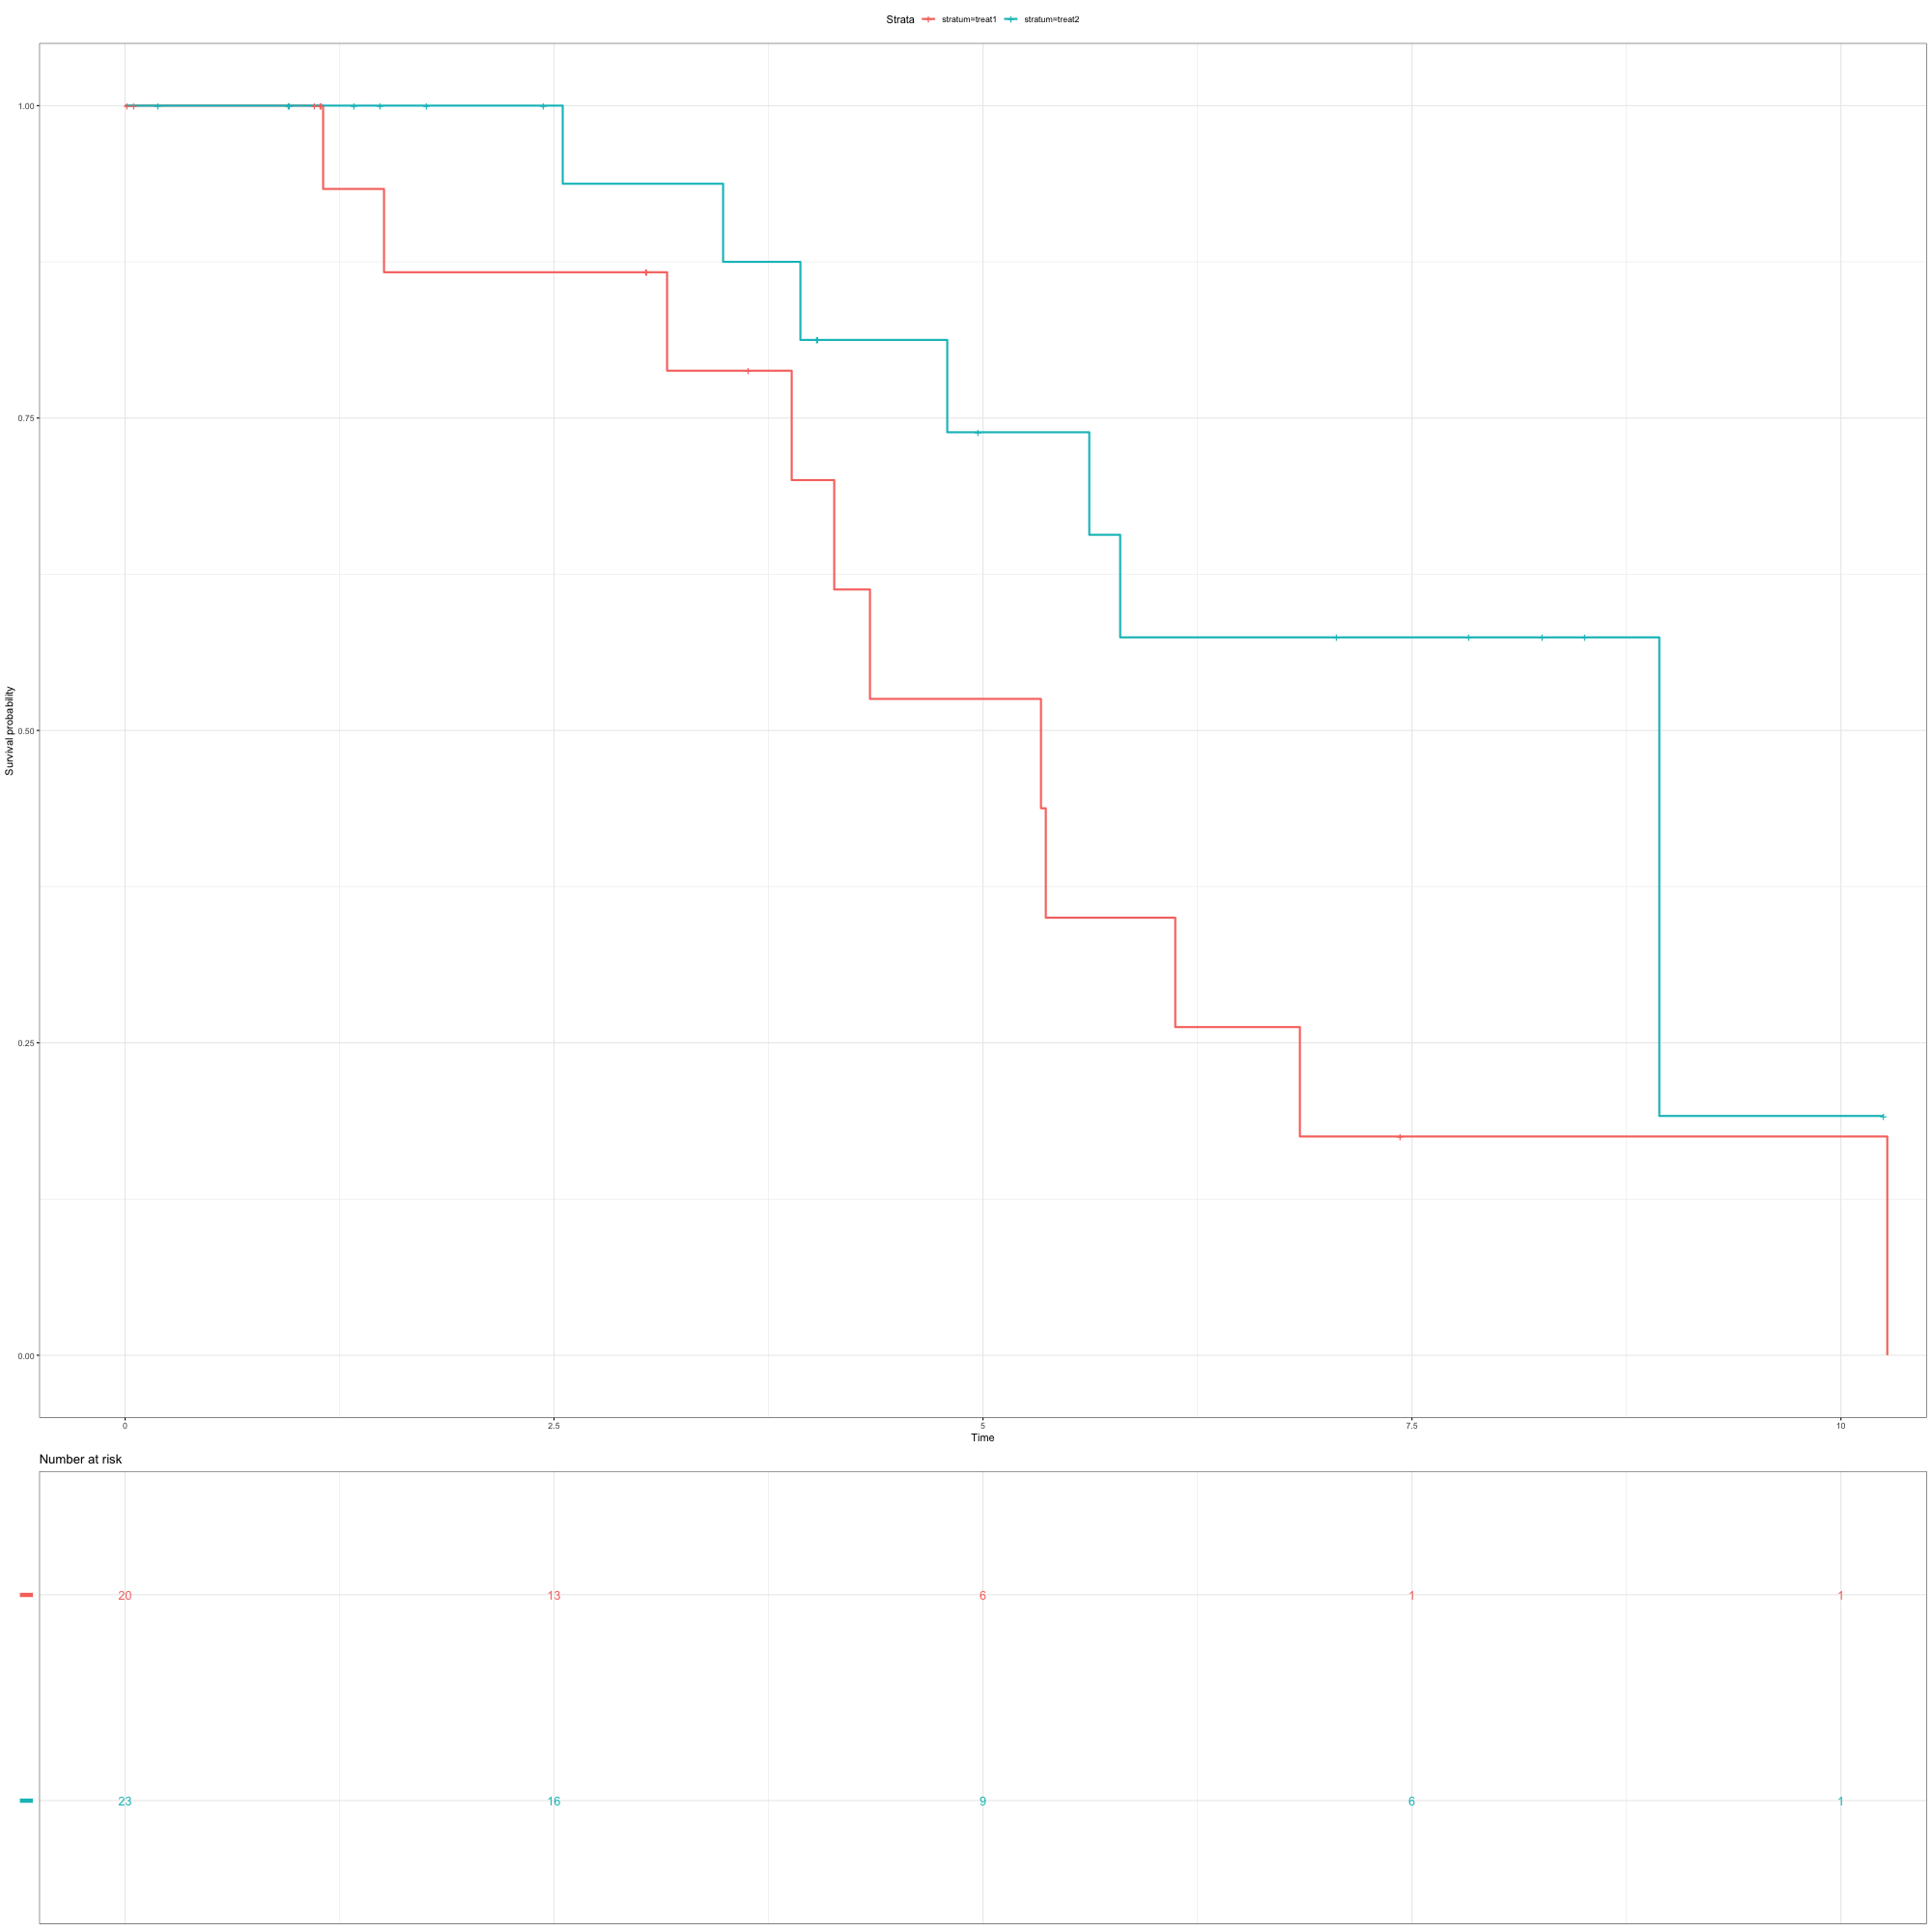 Strata stratum=treat1 stratum=treat2
1.00
0.75
0.50
0.25
0.00
Survival probability
0 2.5 5 7.5 10
Time
Number at risk
20 13 6 1 1
23 16 9 6 1